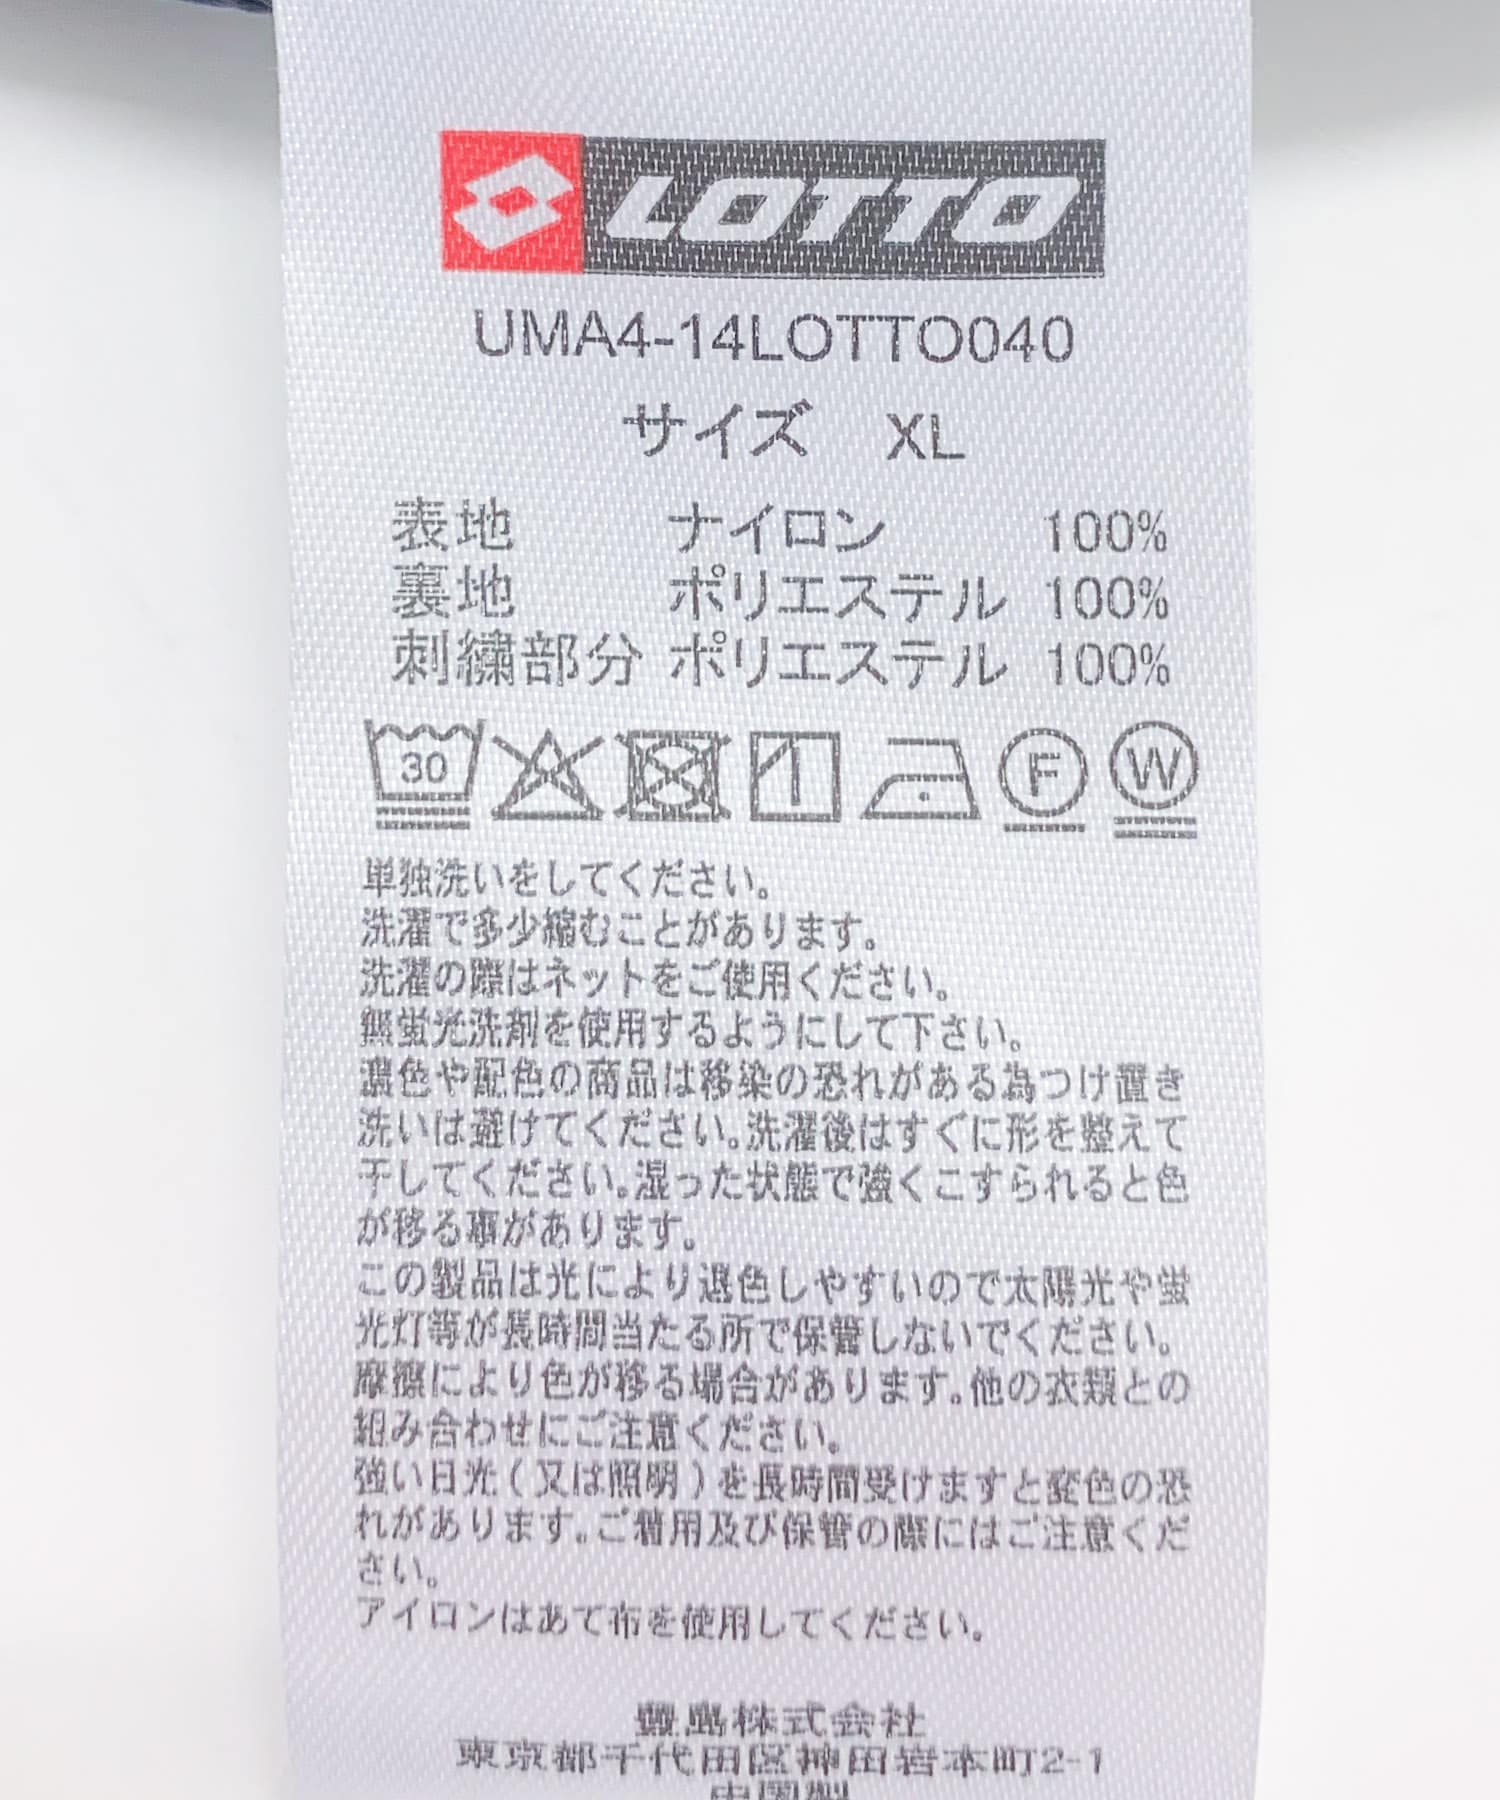 LOTTO
UMA4-14LOTTO040
サイズ XL
表地 ナイロン 100%
裏地 ポリエステル 100%
刺繍部分 ポリエステル 100%
30 F W
単独洗いをしてください。
洗濯で多少縮むことがあります。
洗濯の際はネットをご使用ください。
無蛍光洗剤を使用するようにして下さい。
濃色や配色の商品は移染の恐れがある為つけ置き
洗いは避けてください。洗濯後はすぐに形を整えて
干してください。湿った状態で強くこすられると色
が移る事があります。
この製品は光により退色しやすいので太陽光や蛍
光灯等が長時間当たる所で保管しないでください。
摩擦により色が移る場合があります。他の衣類との
組み合わせにご注意ください。
強い日光(又は照明)を長時間受けますと変色の恐
れがあります。ご着用及び保管の際にはご注意くだ
さい。
アイロンはあて布を使用してください。
豊島株式会社
東京都千代田区神田岩本町2-1
中国製